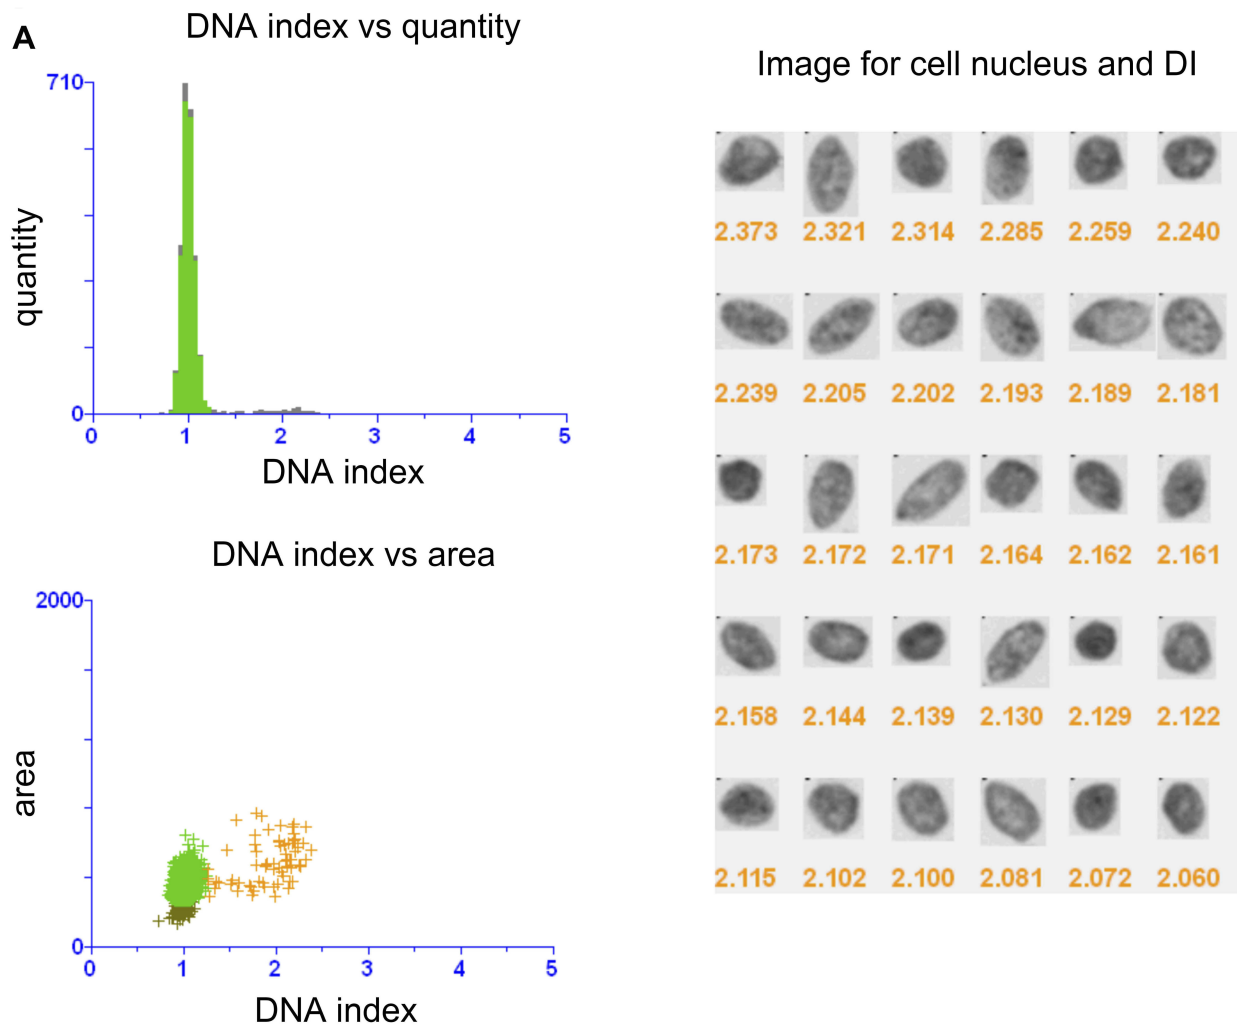 A
DNA index vs quantity
710
quantity
0
0 1 2 3 4 5
DNA index
DNA index vs area
2000
area
0
0 1 2 3 4 5
DNA index
Image for cell nucleus and DI
2.373 2.321 2.314 2.285 2.259 2.240
2.239 2.205 2.202 2.193 2.189 2.181
2.173 2.172 2.171 2.164 2.162 2.161
2.158 2.144 2.139 2.130 2.129 2.122
2.115 2.102 2.100 2.081 2.072 2.060